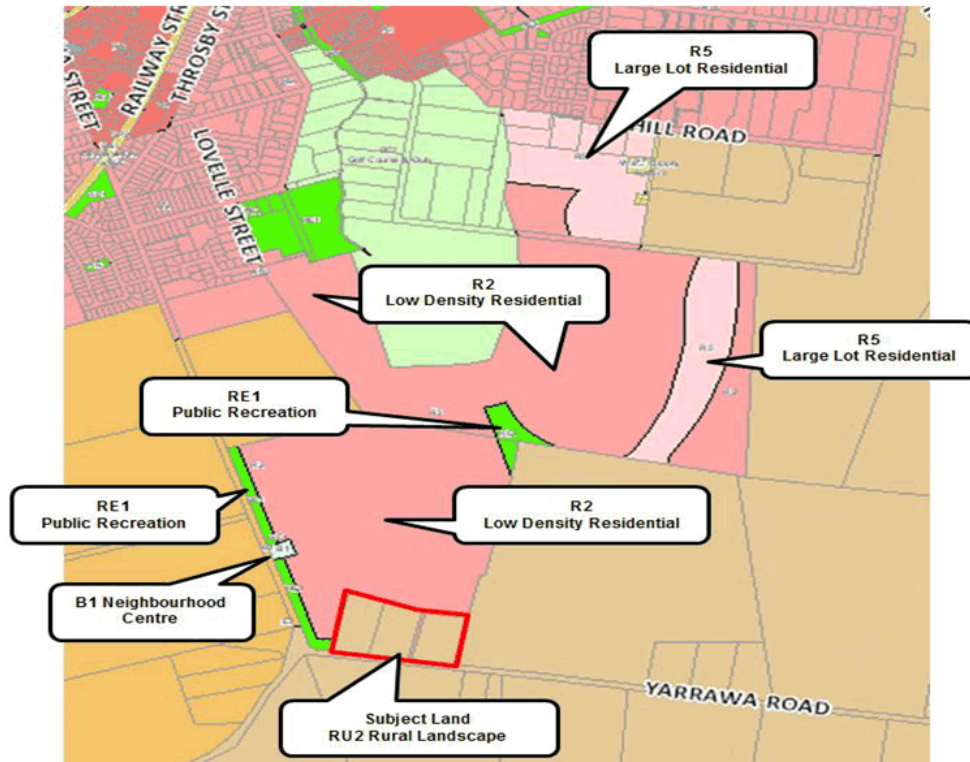 R5
Large Lot Residential
RAILWAY ST
THROSBY ST
STREET
HILL ROAD
LOVELLE STREET
R2
Low Density Residential
R5
Large Lot Residential
RE1
Public Recreation
RE1
Public Recreation
R2
Low Density Residential
B1 Neighbourhood
Centre
YARRAWA ROAD
Subject Land
RU2 Rural Landscape